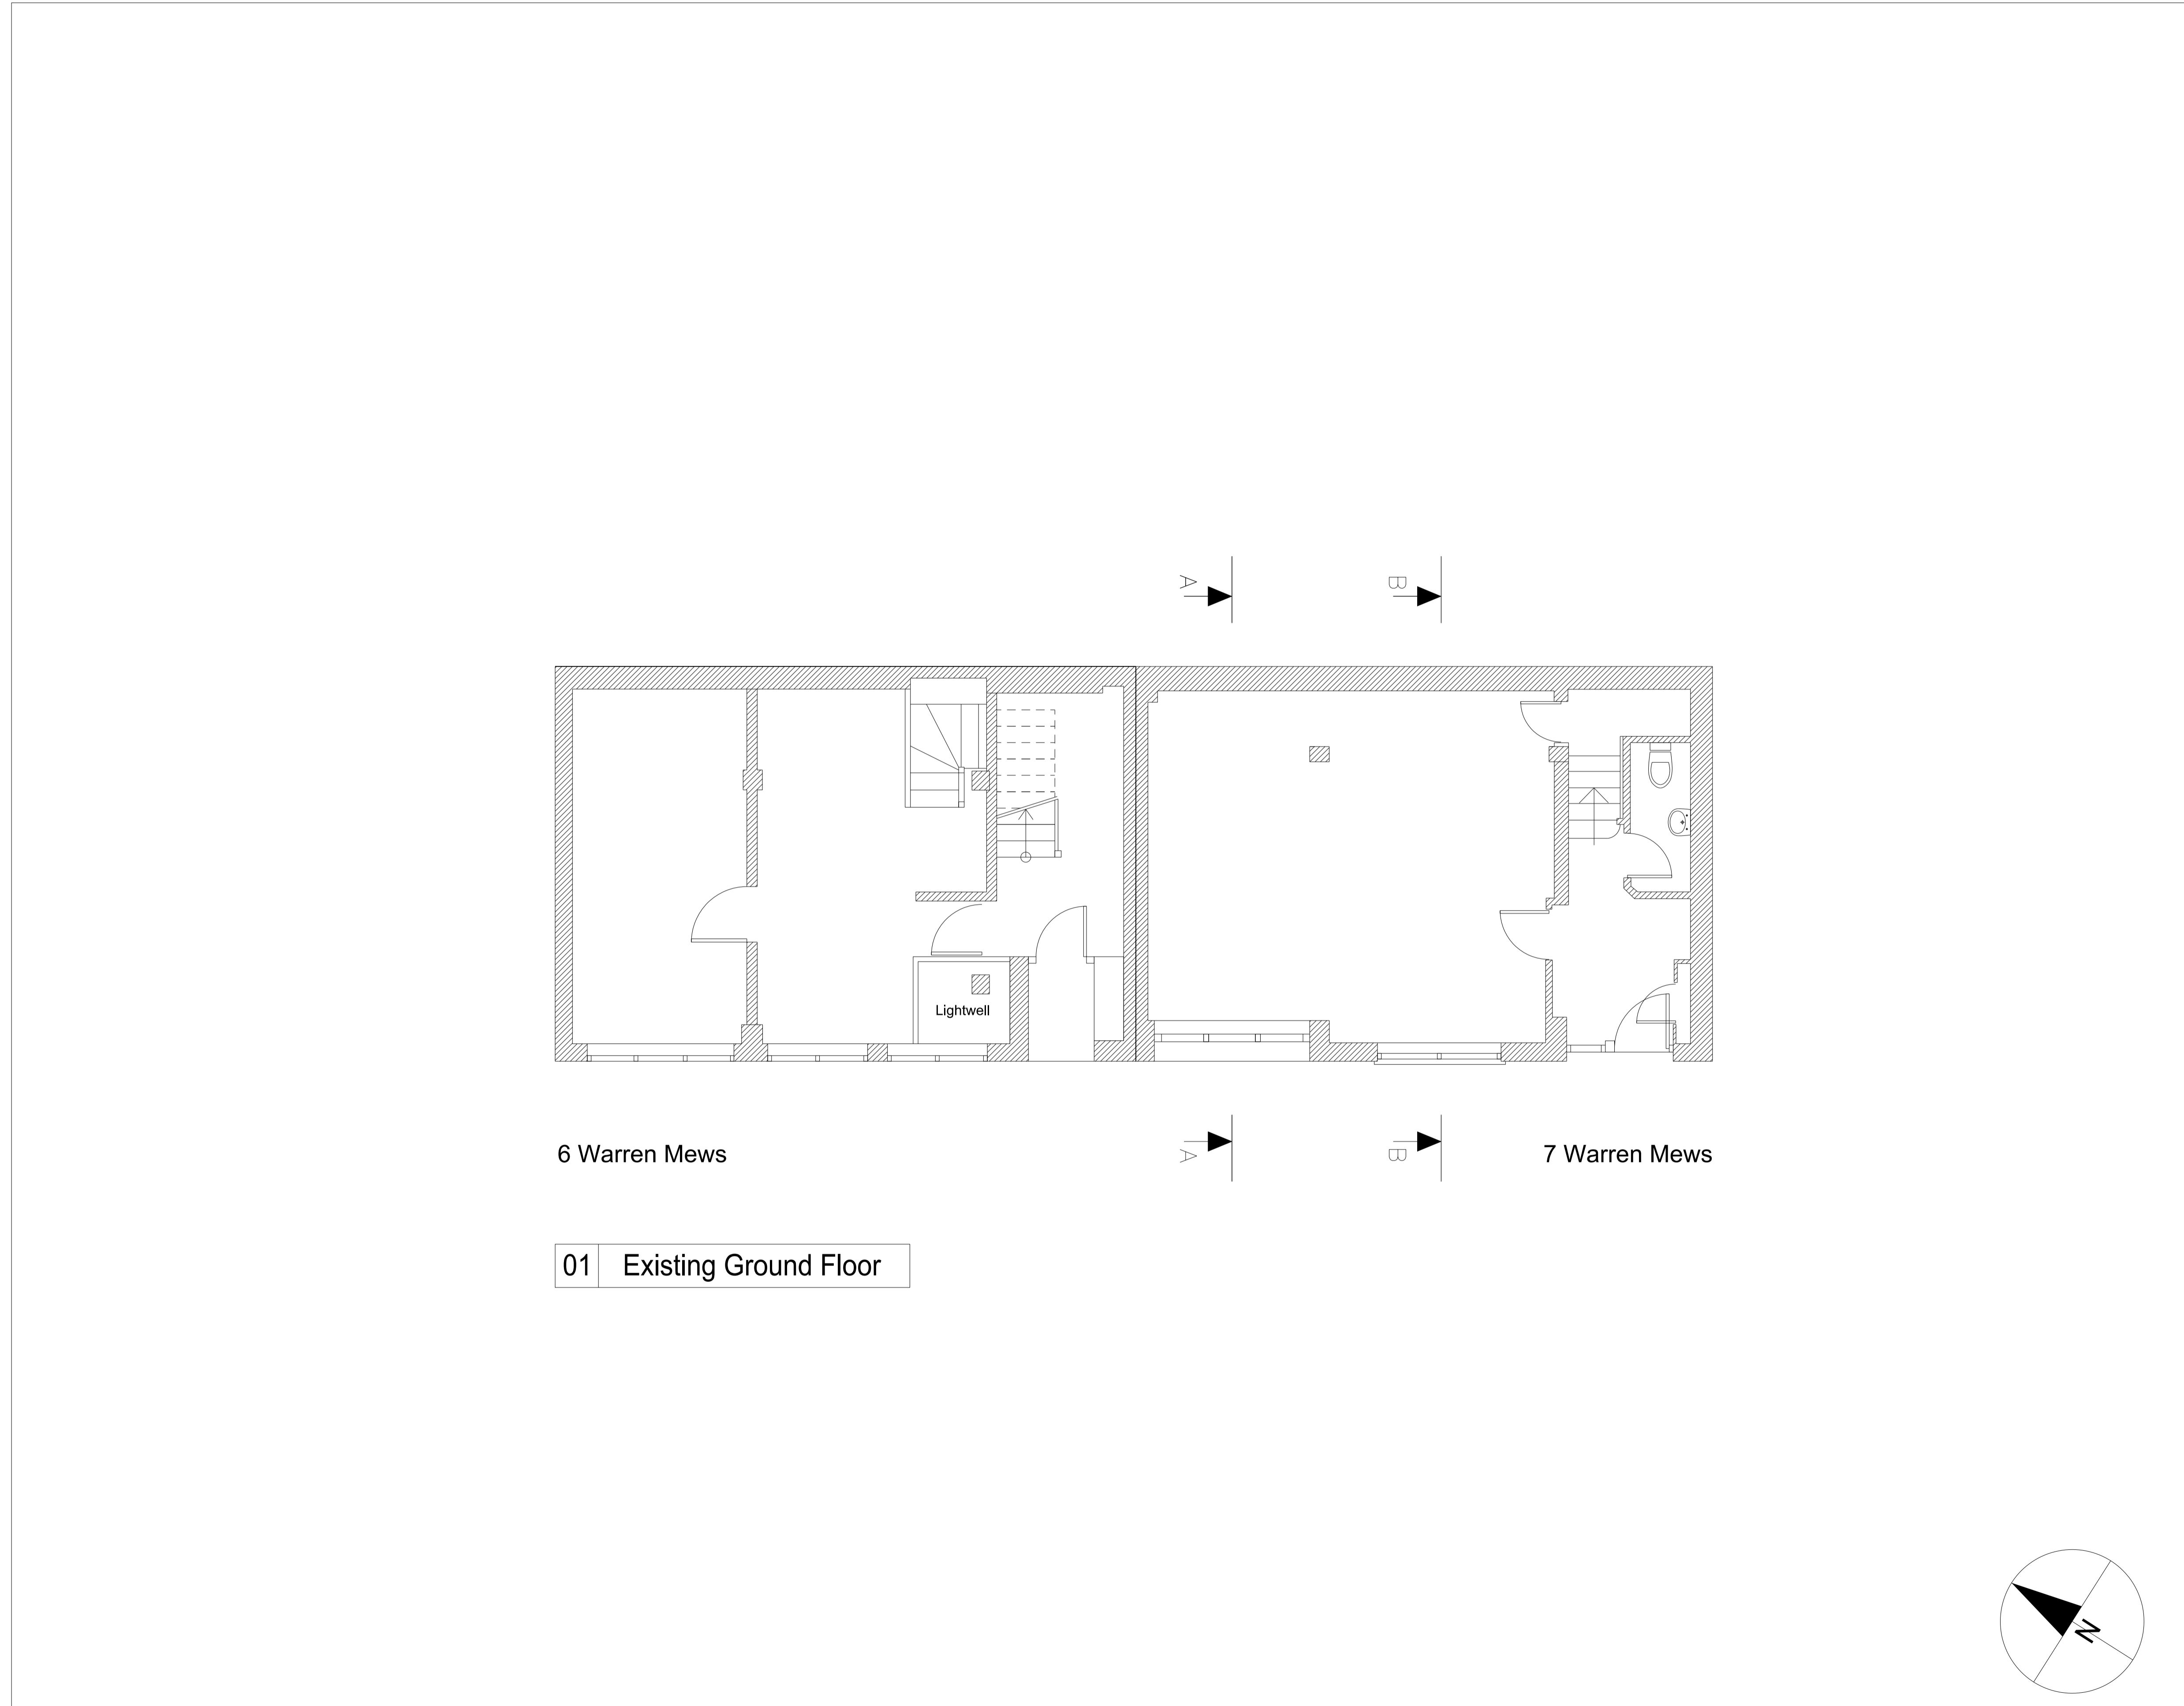 A
B
Lightwell
6 Warren Mews
A
B
7 Warren Mews
01 Existing Ground Floor
N